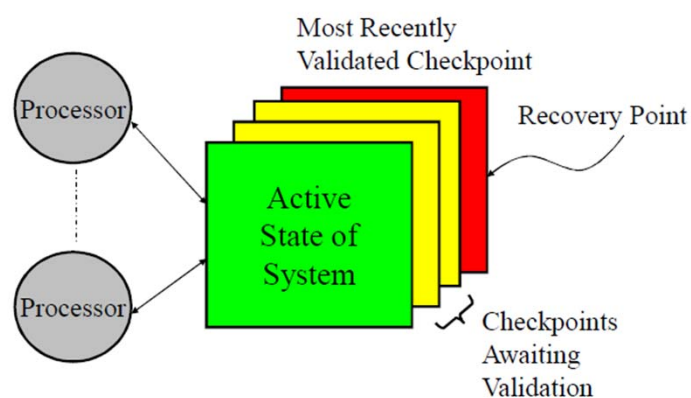 Most Recently
Validated Checkpoint
Processor
Recovery Point
Active
State of
System
Processor
Checkpoints
Awaiting
Validation